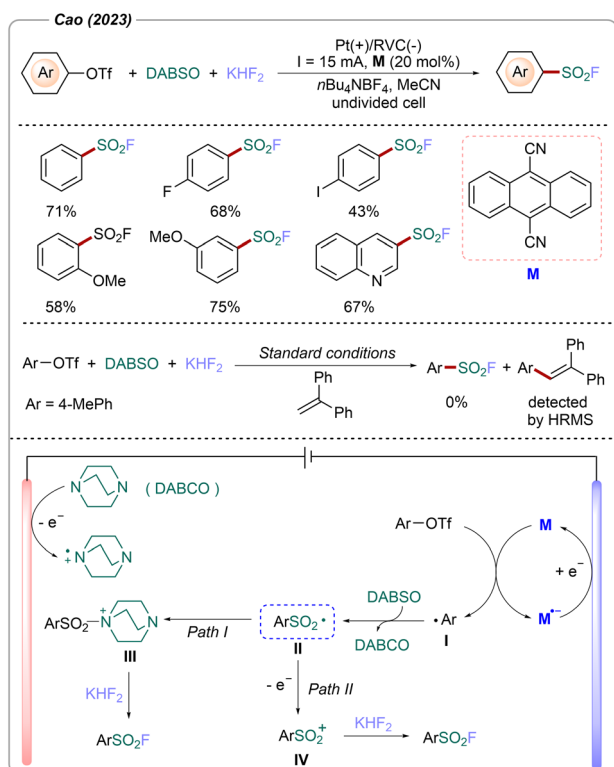 Cao (2023)
Ar OTf + DABSO + KHF2
Pt(+)/RVC(-)
I = 15 mA, M (20 mol%)
nBu4NBF4, MeCN
undivided cell
Ar SO2F
SO2F
71%
F SO2F
68%
I SO2F
43%
CN
CN
M
SO2F
OMe
58%
MeO SO2F
75%
N SO2F
67%
Ar−OTf + DABSO + KHF2
Standard conditions
Ph
Ph
Ar−SO2F + Ar Ph
Ph
Ar = 4-MePh
0%
detected
by HRMS
N N ( DABCO )
- e−
•
+N N
Ar−OTf
M
+ e−
M•−
•Ar
I
DABSO
DABCO
ArSO2•
II
Path I
ArSO2 N+ N
III
KHF2
ArSO2F
- e−
Path II
ArSO2+
IV
KHF2
ArSO2F